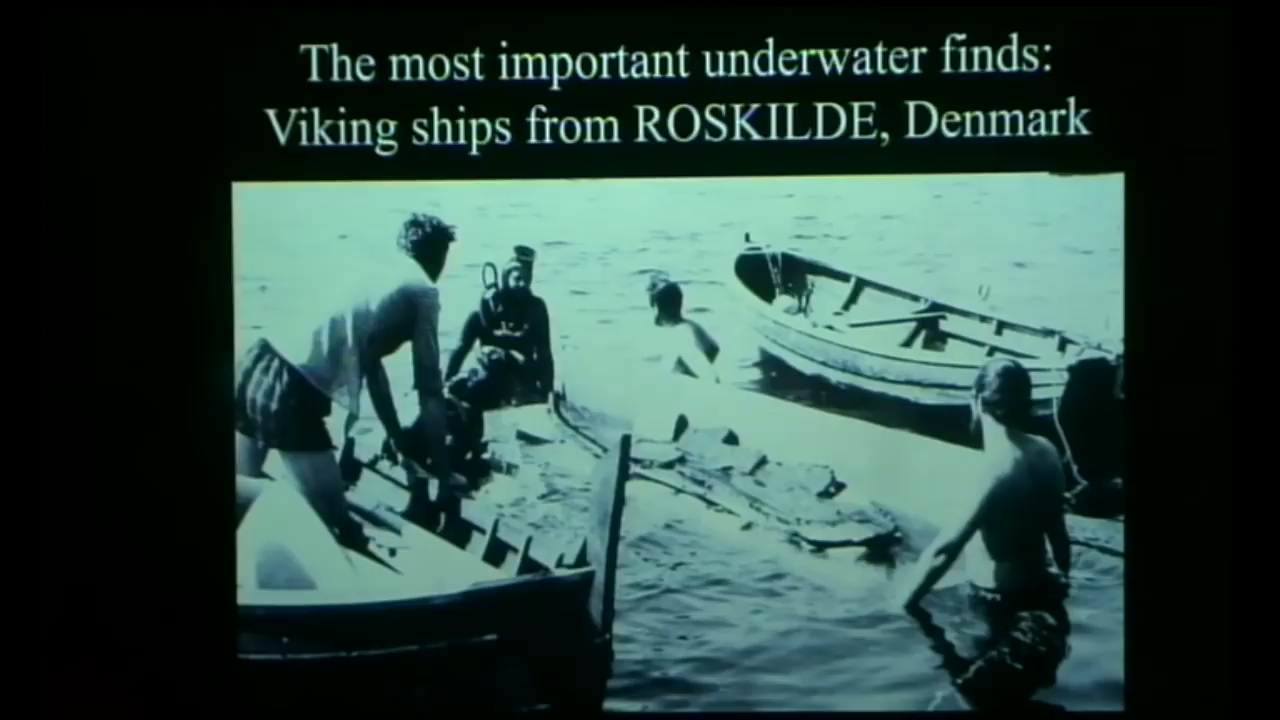 The most important underwater finds:
Viking ships from ROSKILDE, Denmark